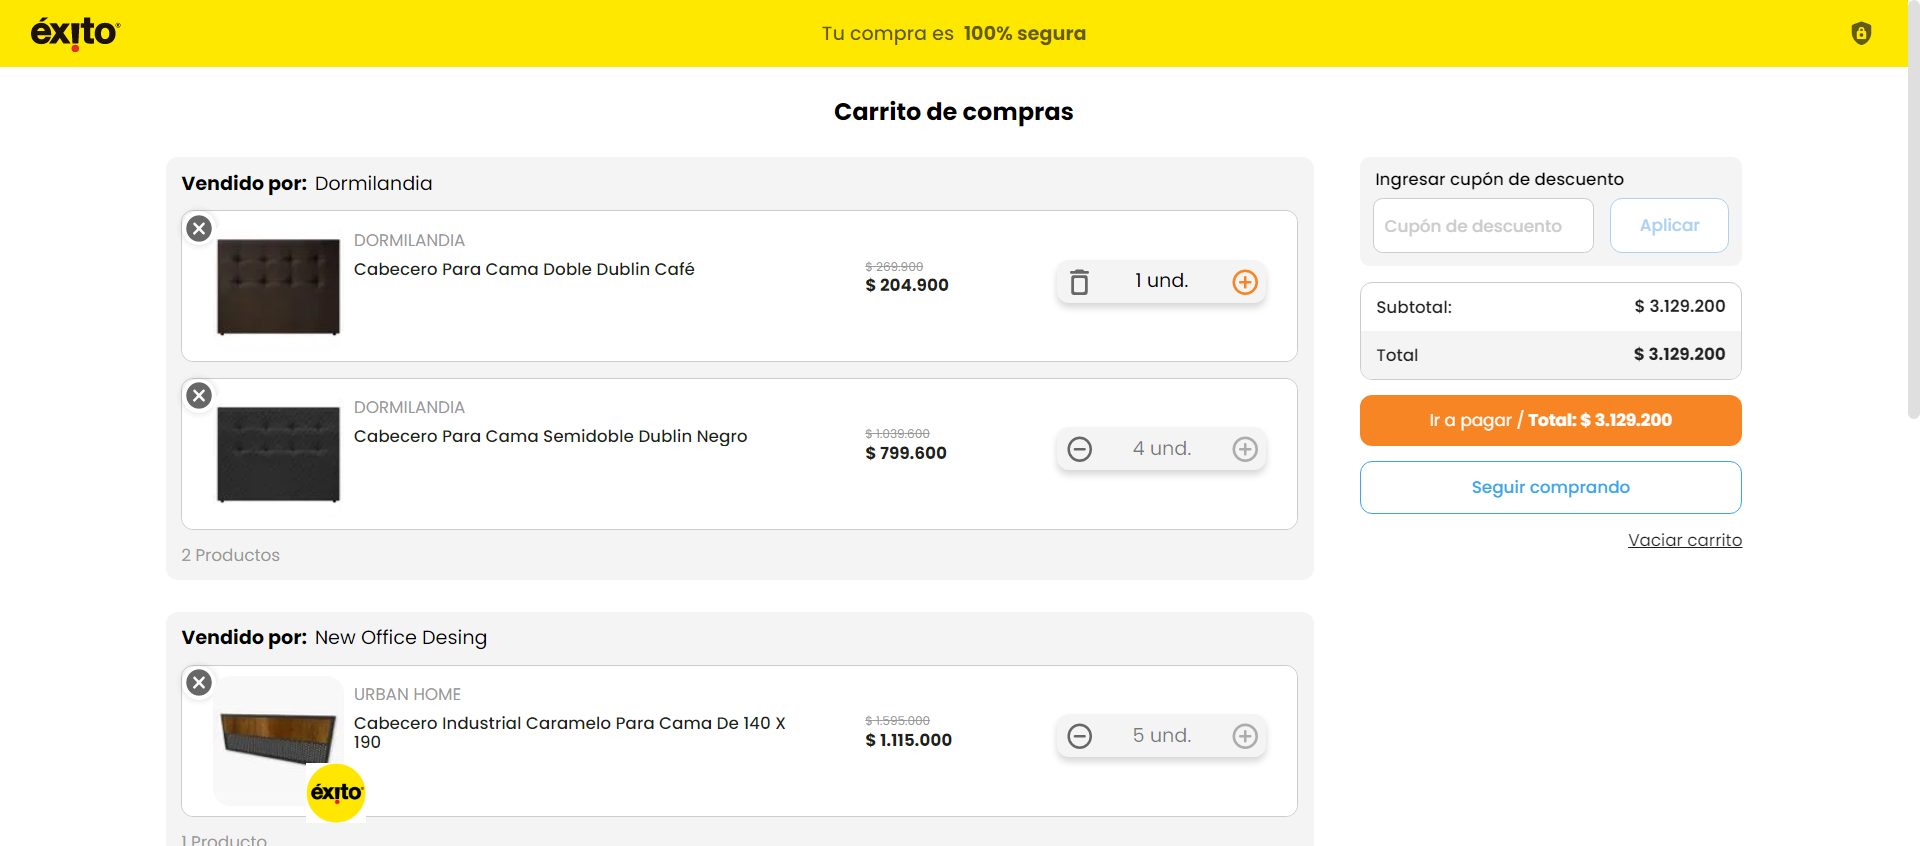 éxito
Tu compra es 100% segura
Carrito de compras
Vendido por: Dormilandia
DORMILANDIA
Cabecero Para Cama Doble Dublin Café
$ 269.900
$ 204.900
1 und.
DORMILANDIA
Cabecero Para Cama Semidoble Dublin Negro
$ 1.039.600
$ 799.600
4 und.
2 Productos
Vendido por: New Office Desing
URBAN HOME
Cabecero Industrial Caramelo Para Cama De 140 X
190
$ 1.595.000
$ 1.115.000
5 und.
éxito
1 Producto
Ingresar cupón de descuento
Cupón de descuento
Aplicar
Subtotal: $ 3.129.200
Total $ 3.129.200
Ir a pagar / Total: $ 3.129.200
Seguir comprando
Vaciar carrito